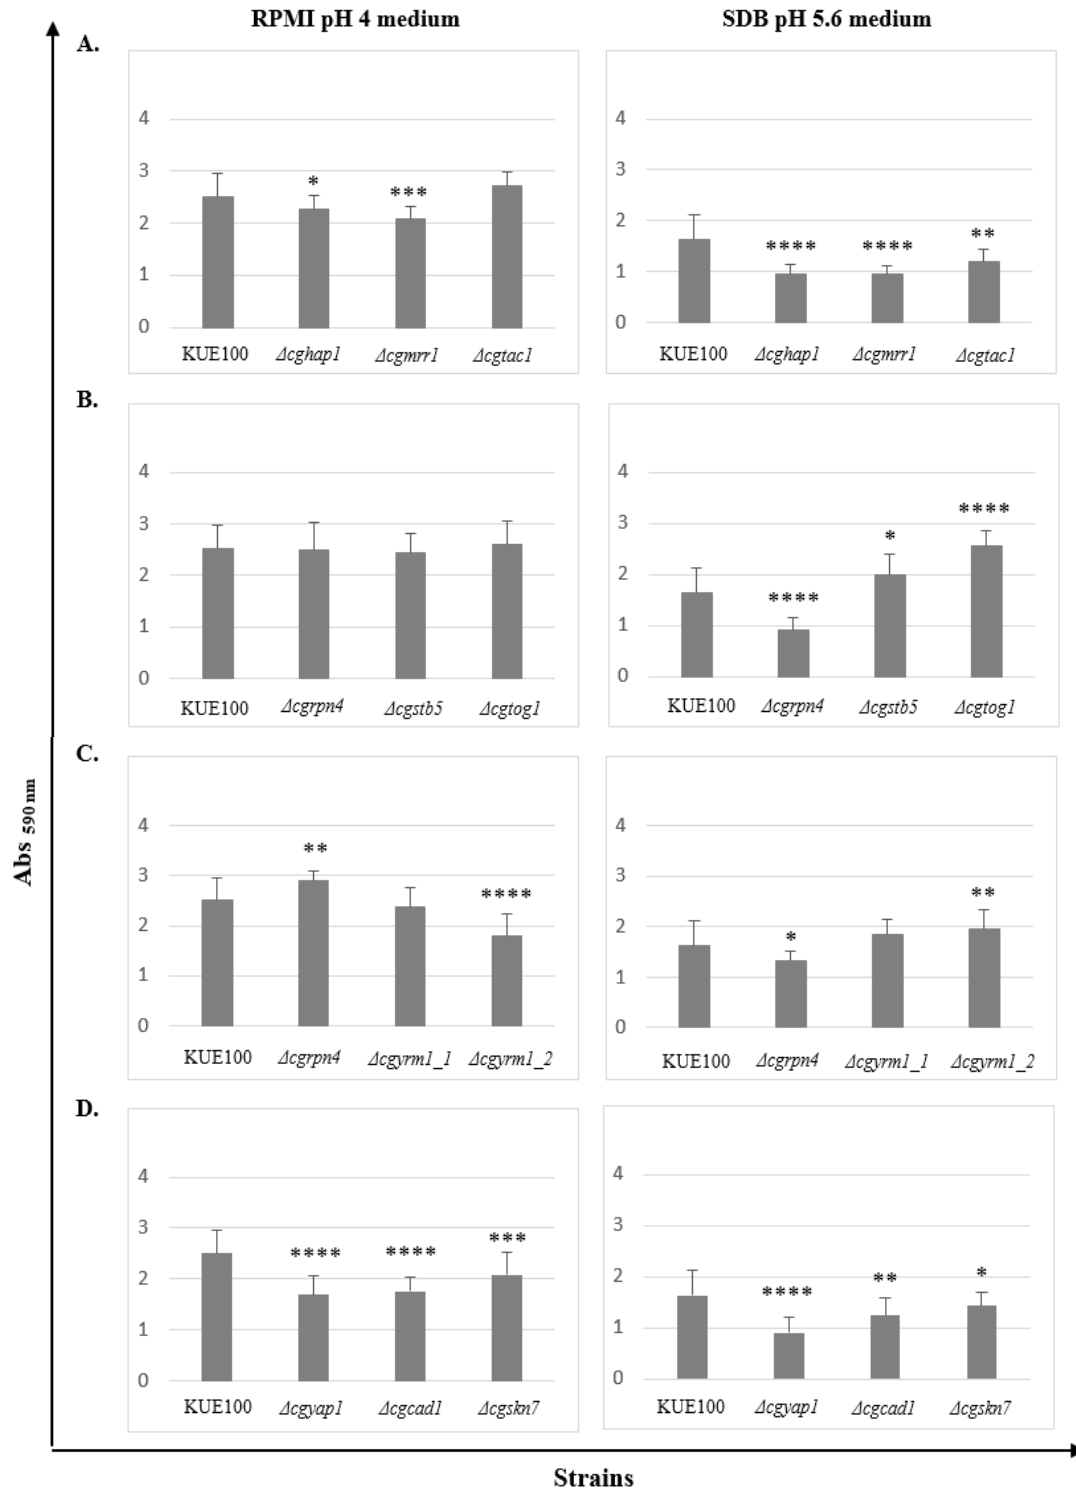 RPMI pH 4 medium
SDB pH 5.6 medium
A.
4
3
2
1
0
* *** 
KUE100 Δcghap1 Δcgmrr1 Δcgtac1
4
3
2
1
0
**** **** **
KUE100 Δcghap1 Δcgmrr1 Δcgtac1
B.
4
3
2
1
0
KUE100 Δcgrpn4 Δcgstb5 Δcgtog1
4
3
2
1
0
**** * ****
KUE100 Δcgrpn4 Δcgstb5 Δcgtog1
C.
4
3
2
1
0
** ****
KUE100 Δcgrpn4 Δcgyrm1_1 Δcgyrm1_2
4
3
2
1
0
* **
KUE100 Δcgrpn4 Δcgyrm1_1 Δcgyrm1_2
D.
4
3
2
1
0
**** **** ***
KUE100 Δcgyap1 Δcgcad1 Δcgskn7
4
3
2
1
0
**** ** *
KUE100 Δcgyap1 Δcgcad1 Δcgskn7
Abs 590 nm
Strains